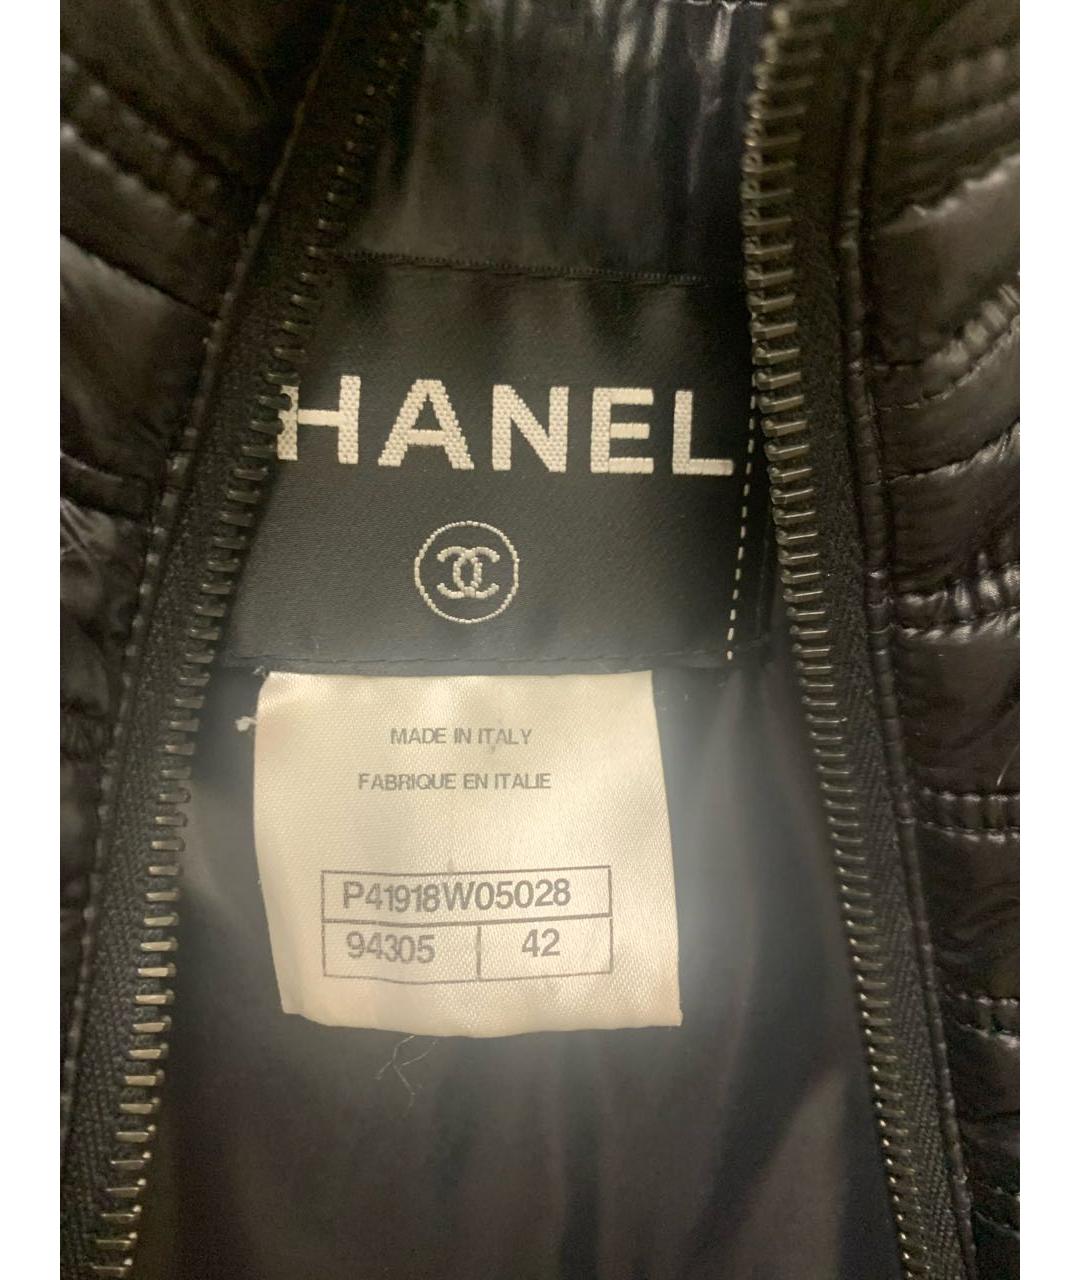 HANEL
MADE IN ITALY
FABRIQUE EN ITALIE
P41918W05028
94305 42